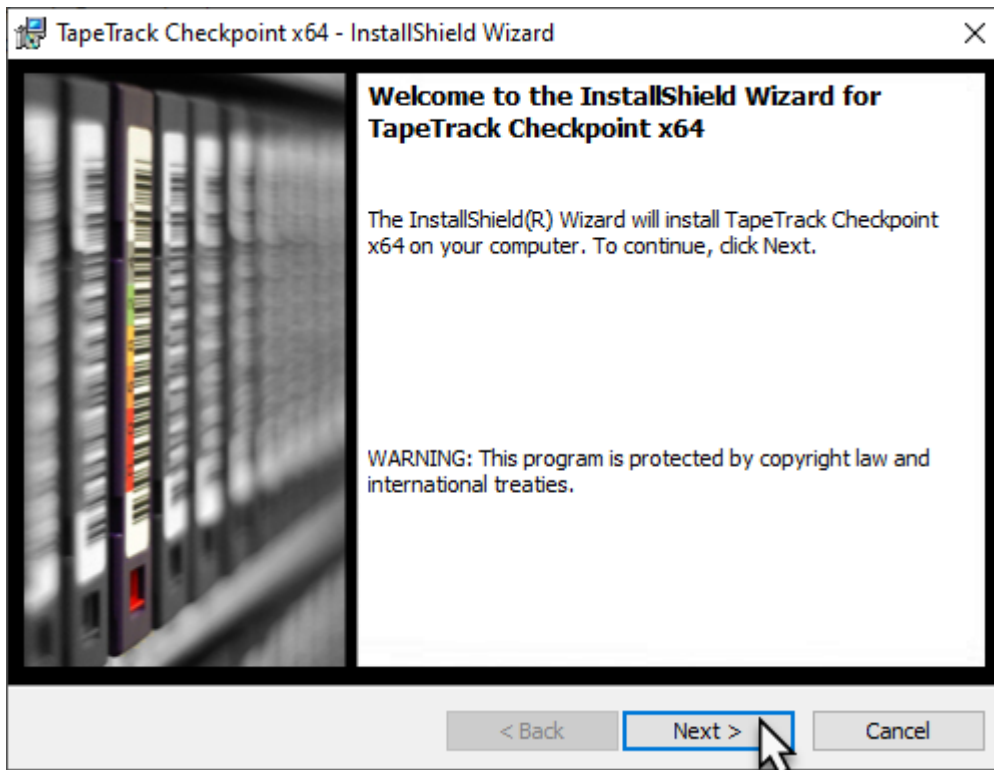 TapeTrack Checkpoint x64 - InstallShield Wizard
Welcome to the InstallShield Wizard for
TapeTrack Checkpoint x64
The InstallShield(R) Wizard will install TapeTrack Checkpoint
x64 on your computer. To continue, click Next.
WARNING: This program is protected by copyright law and
international treaties.
< Back
Next >
Cancel